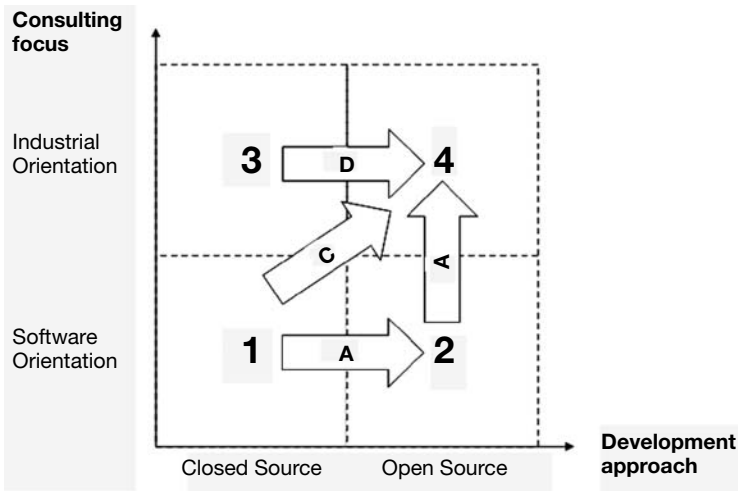 Consulting
focus
Industrial
Orientation
3
D
4
C
A
Software
Orientation
1
A
2
Closed Source
Open Source
Development
approach